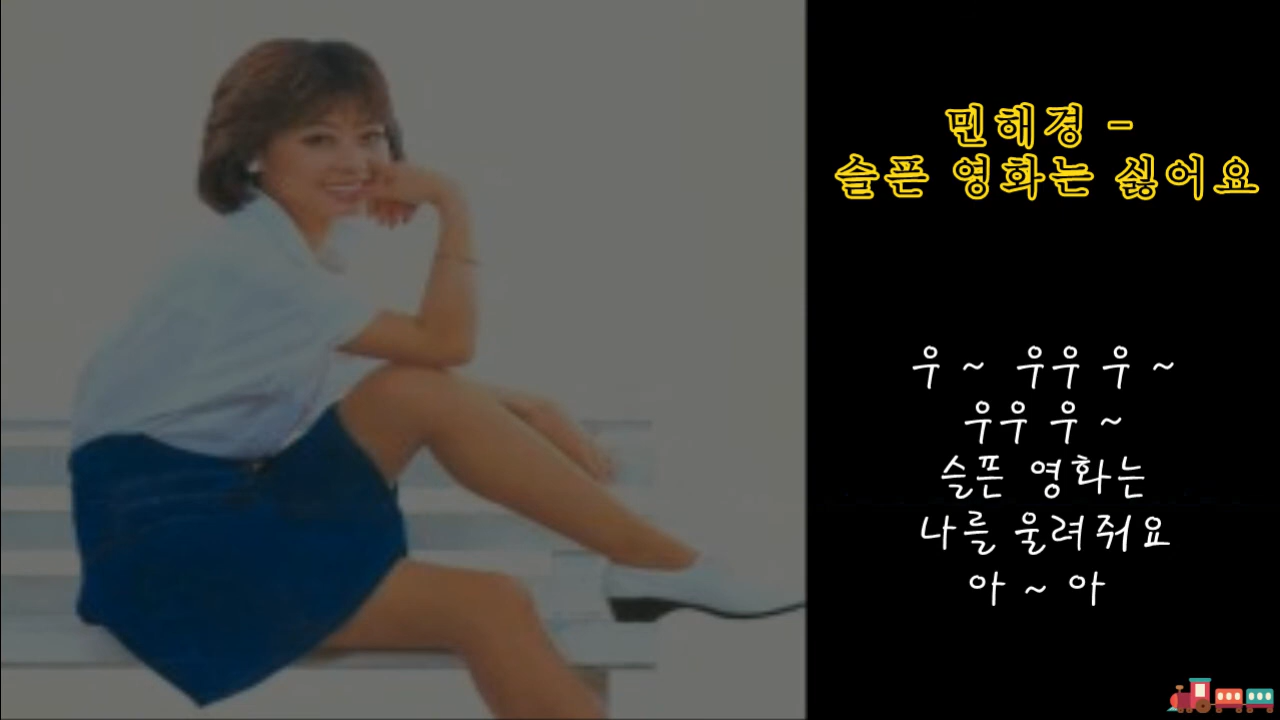 민해경 -
슬픈 영화는 싫어요
우 ~ 우우 우 ~
우우 우 ~
슬픈 영화는
나를 울려줘요
아 ~ 아